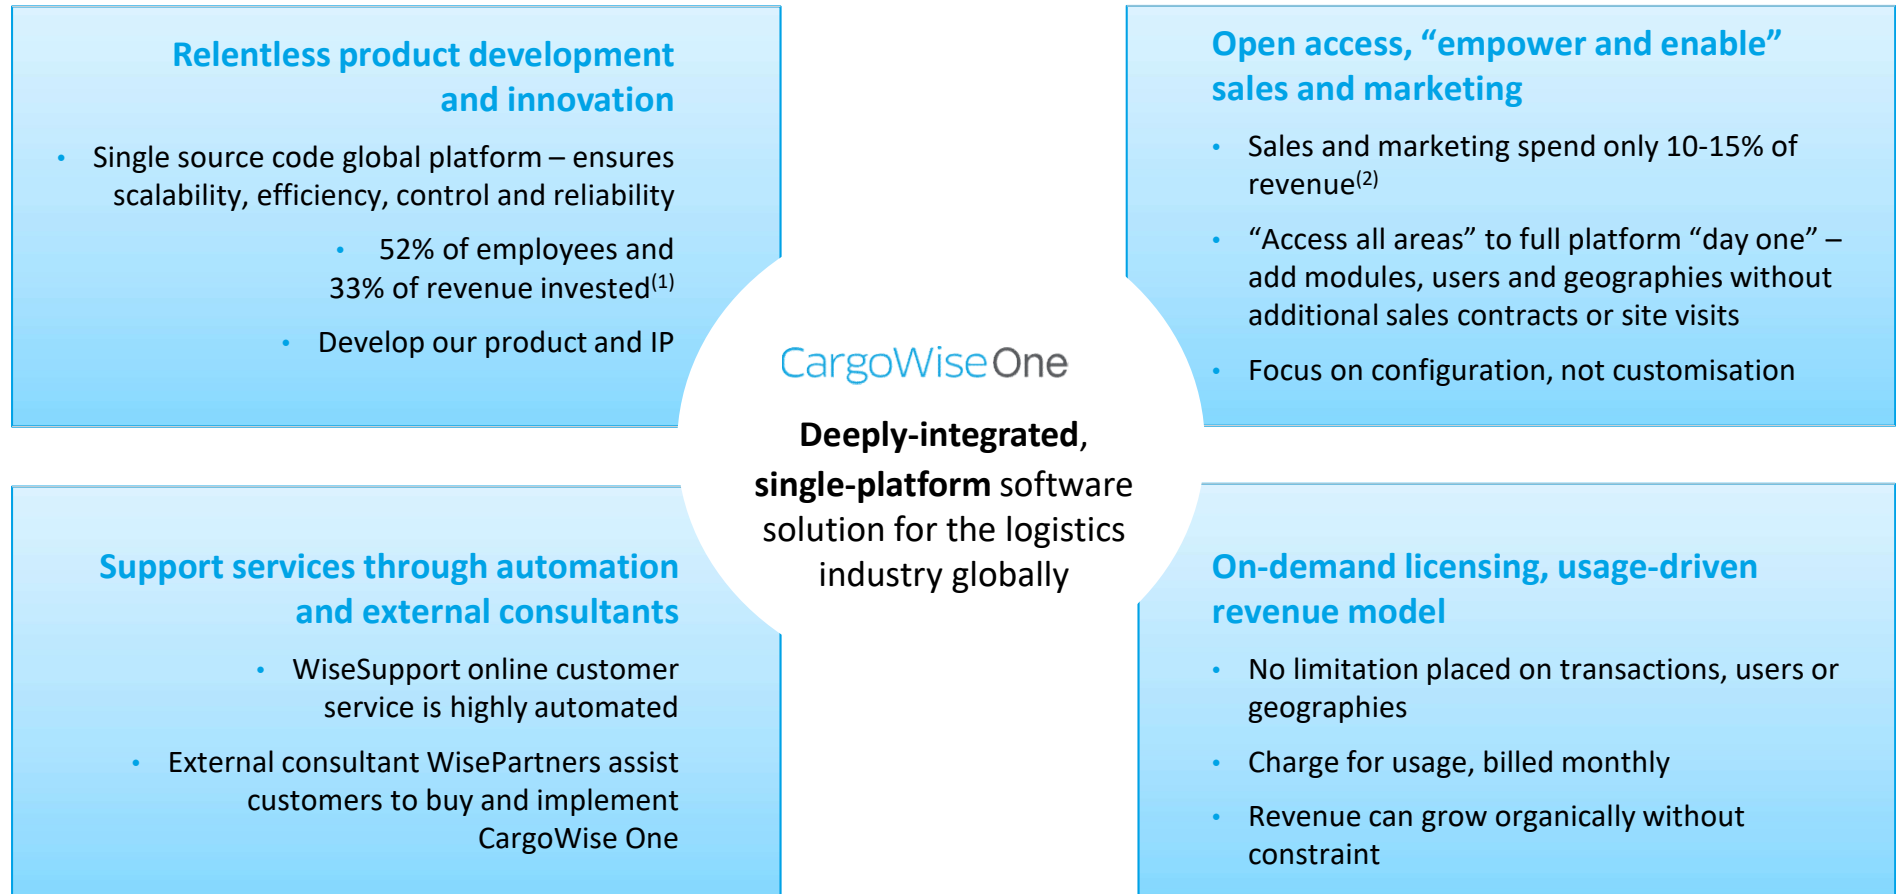 Relentless product development
and innovation
• Single source code global platform – ensures
scalability, efficiency, control and reliability
• 52% of employees and
33% of revenue invested(1)
• Develop our product and IP
Open access, “empower and enable”
sales and marketing
• Sales and marketing spend only 10-15% of
revenue(2)
• “Access all areas” to full platform “day one” –
add modules, users and geographies without
additional sales contracts or site visits
• Focus on configuration, not customisation
CargoWise One
Deeply-integrated,
single-platform software
solution for the logistics
industry globally
Support services through automation
and external consultants
• WiseSupport online customer
service is highly automated
• External consultant WisePartners assist
customers to buy and implement
CargoWise One
On-demand licensing, usage-driven
revenue model
• No limitation placed on transactions, users or
geographies
• Charge for usage, billed monthly
• Revenue can grow organically without
constraint